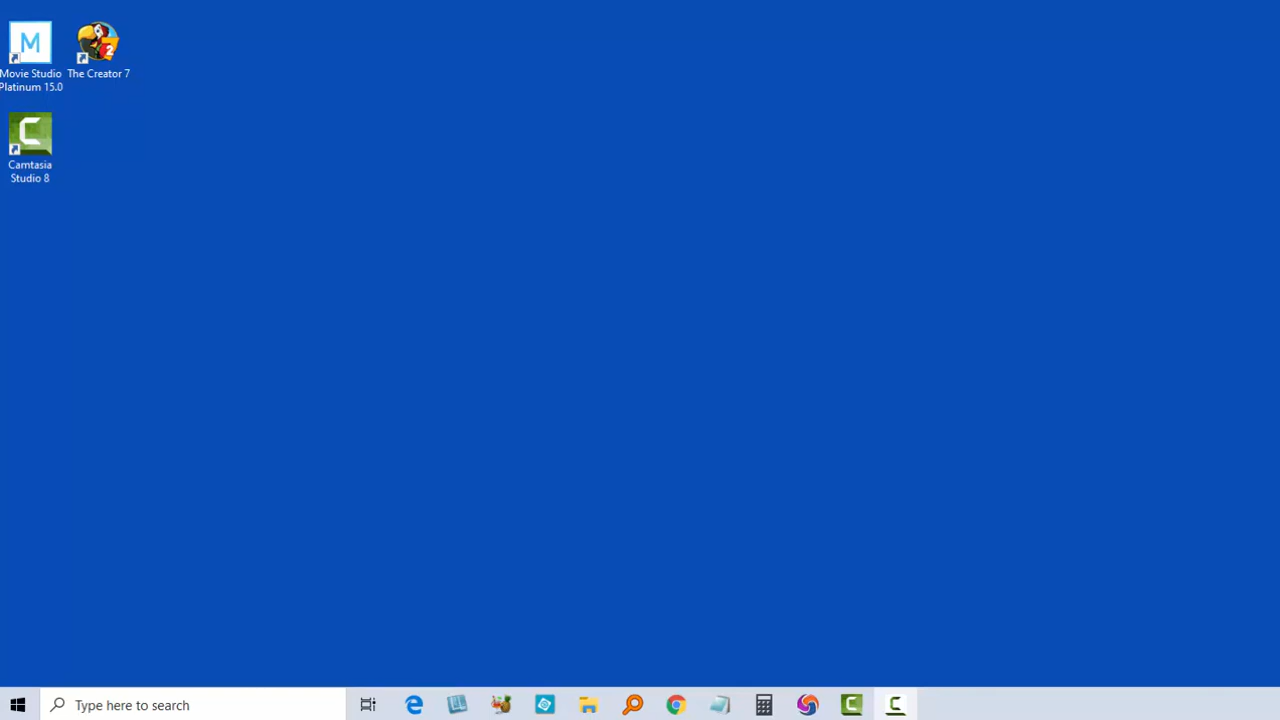 Movie Studio
Platinum 15.0
The Creator 7
Camtasia
Studio 8
Type here to search